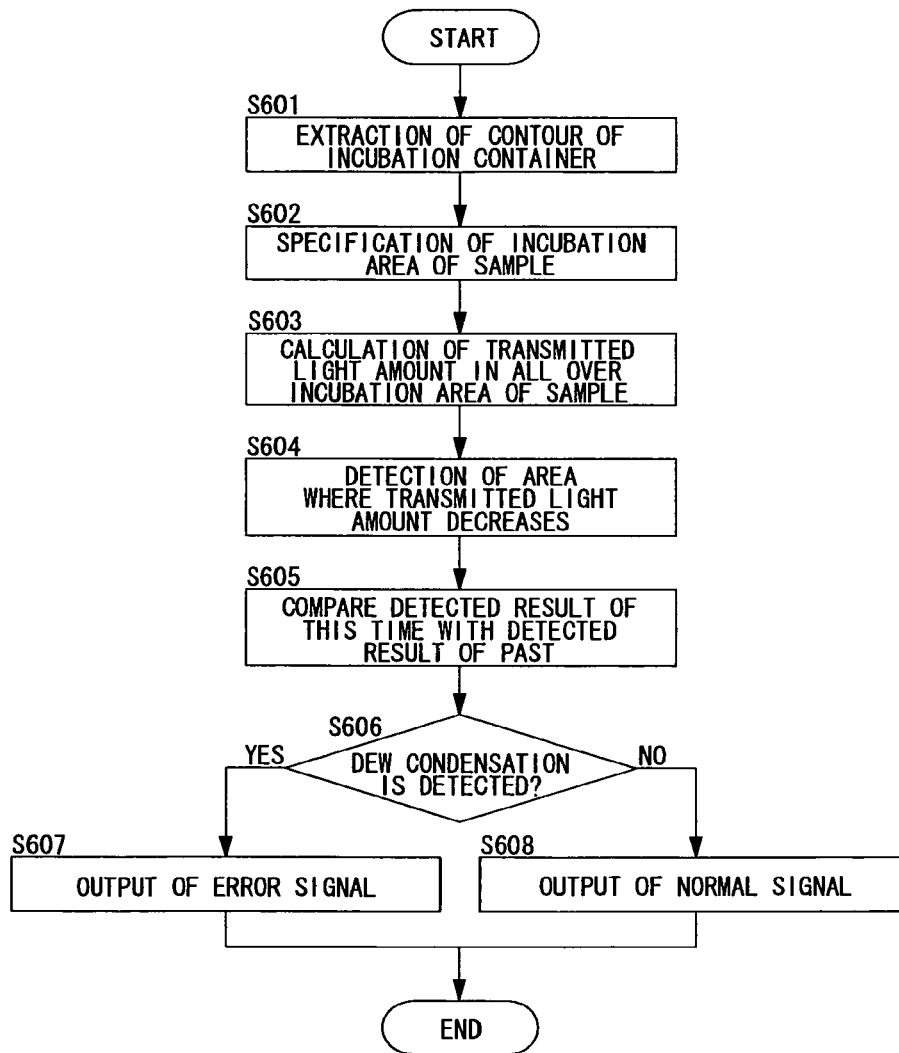 START
S601
EXTRACTION OF CONTOUR OF
INCUBATION CONTAINER
S602
SPECIFICATION OF INCUBATION
AREA OF SAMPLE
S603
CALCULATION OF TRANSMITTED
LIGHT AMOUNT IN ALL OVER
INCUBATION AREA OF SAMPLE
S604
DETECTION OF AREA
WHERE TRANSMITTED LIGHT
AMOUNT DECREASES
S605
COMPARE DETECTED RESULT OF
THIS TIME WITH DETECTED
RESULT OF PAST
S606
YES
NO
DEW CONDENSATION
IS DETECTED?
S607
OUTPUT OF ERROR SIGNAL
S608
OUTPUT OF NORMAL SIGNAL
END